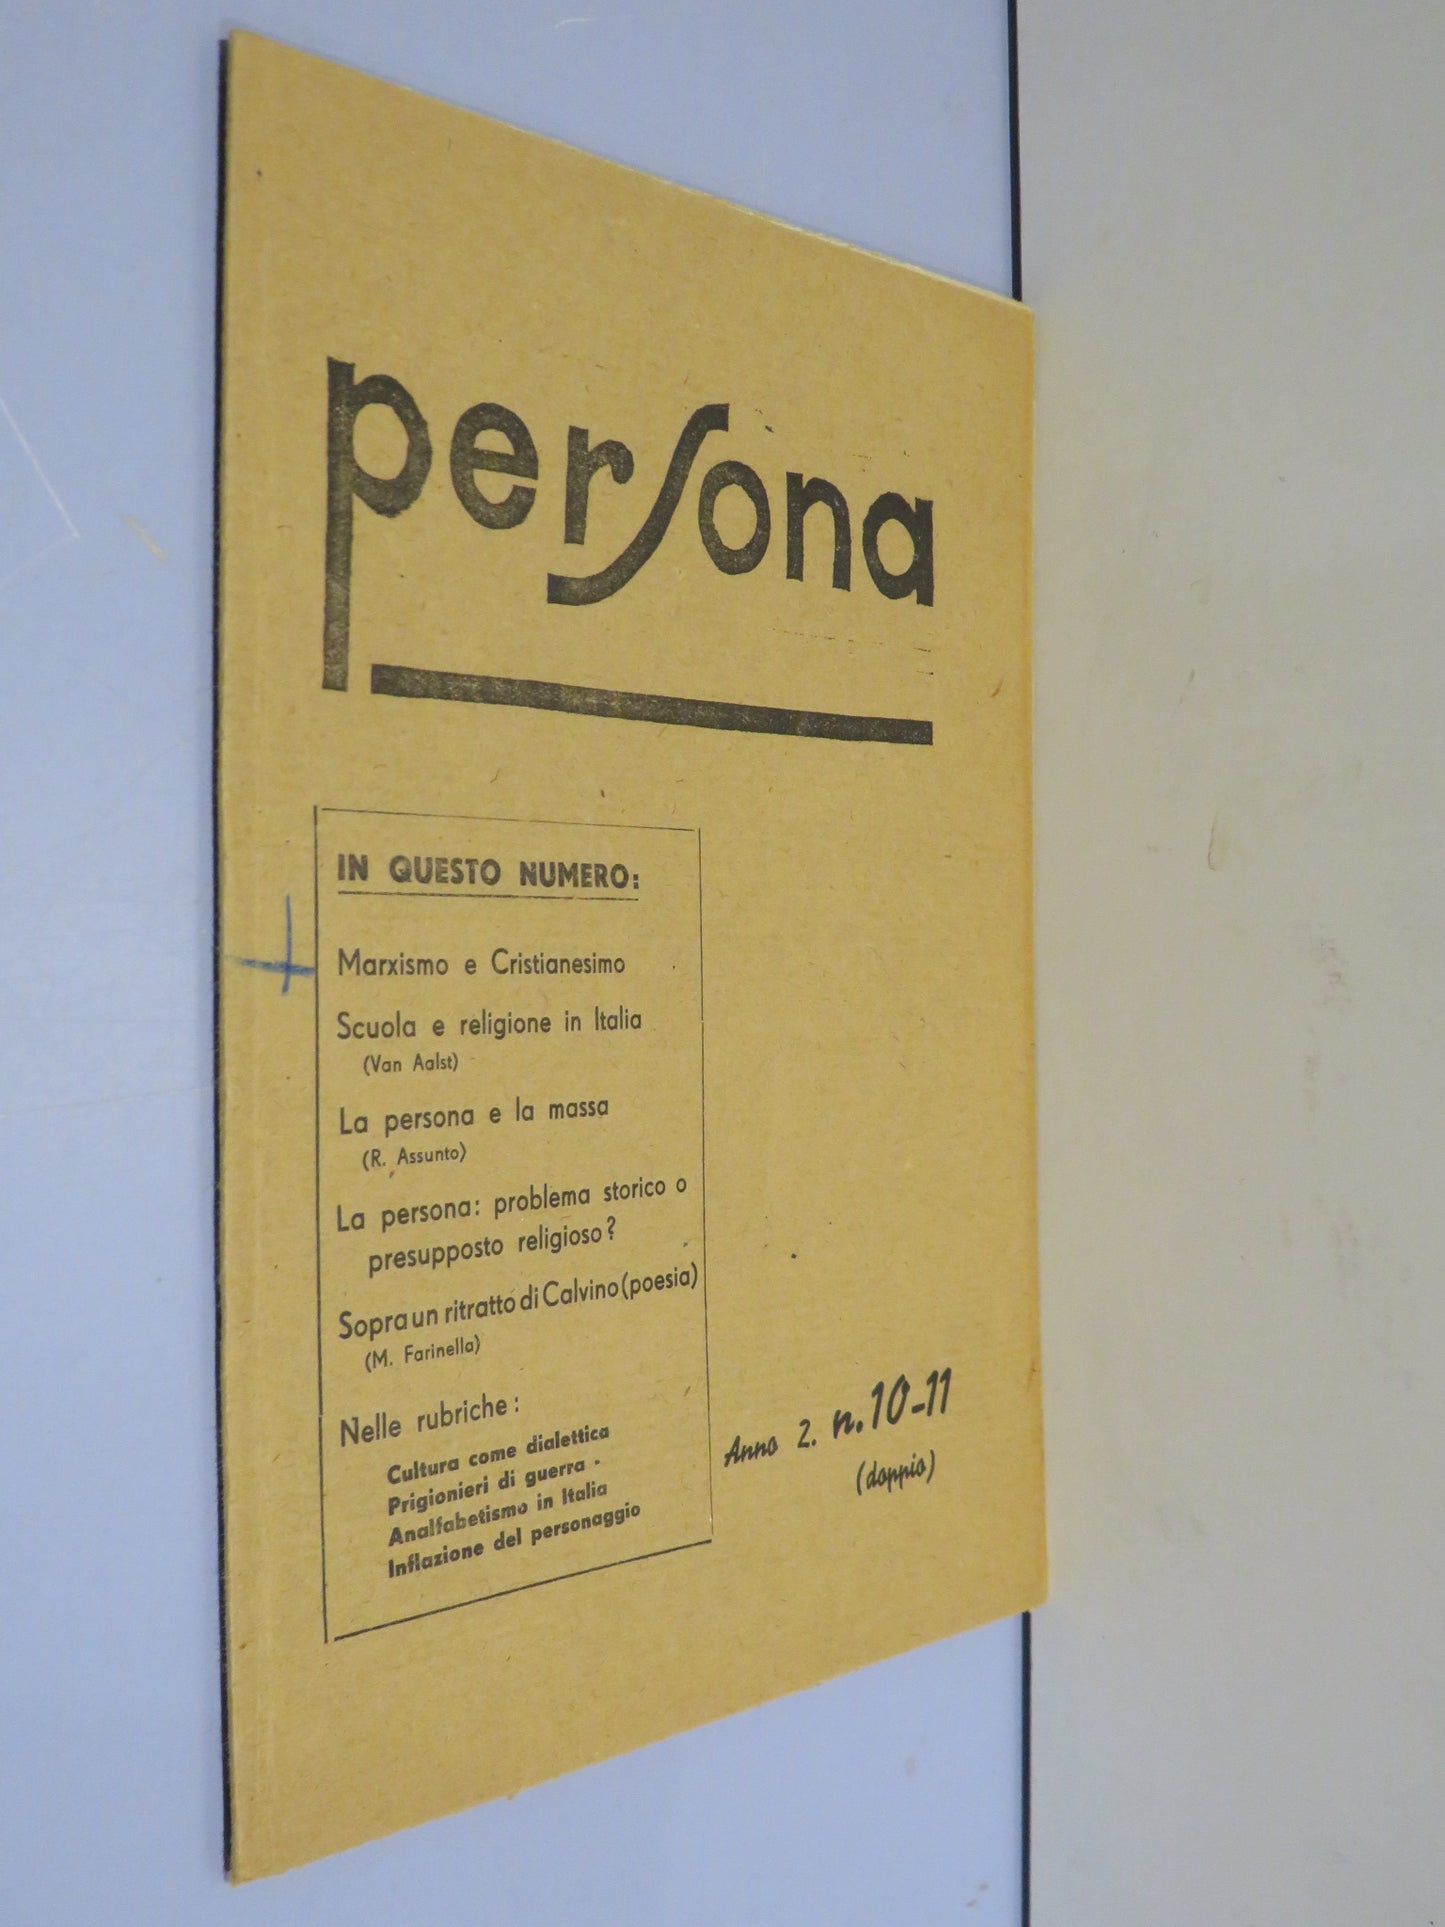 persona
IN QUESTO NUMERO:
Marxismo e Cristianesimo
Scuola e religione in Italia
(Van Aalst)
La persona e la massa
(R. Assunto)
La persona: problema storico o
presupposto religioso?
Sopra un ritratto di Calvino (poesia)
(M. Farinella)
Nelle rubriche:
Cultura come dialettica
Prigionieri di guerra -
Analfabetismo in Italia
Inflazione del personaggio
Anno 2. n. 10-11
(doppio)